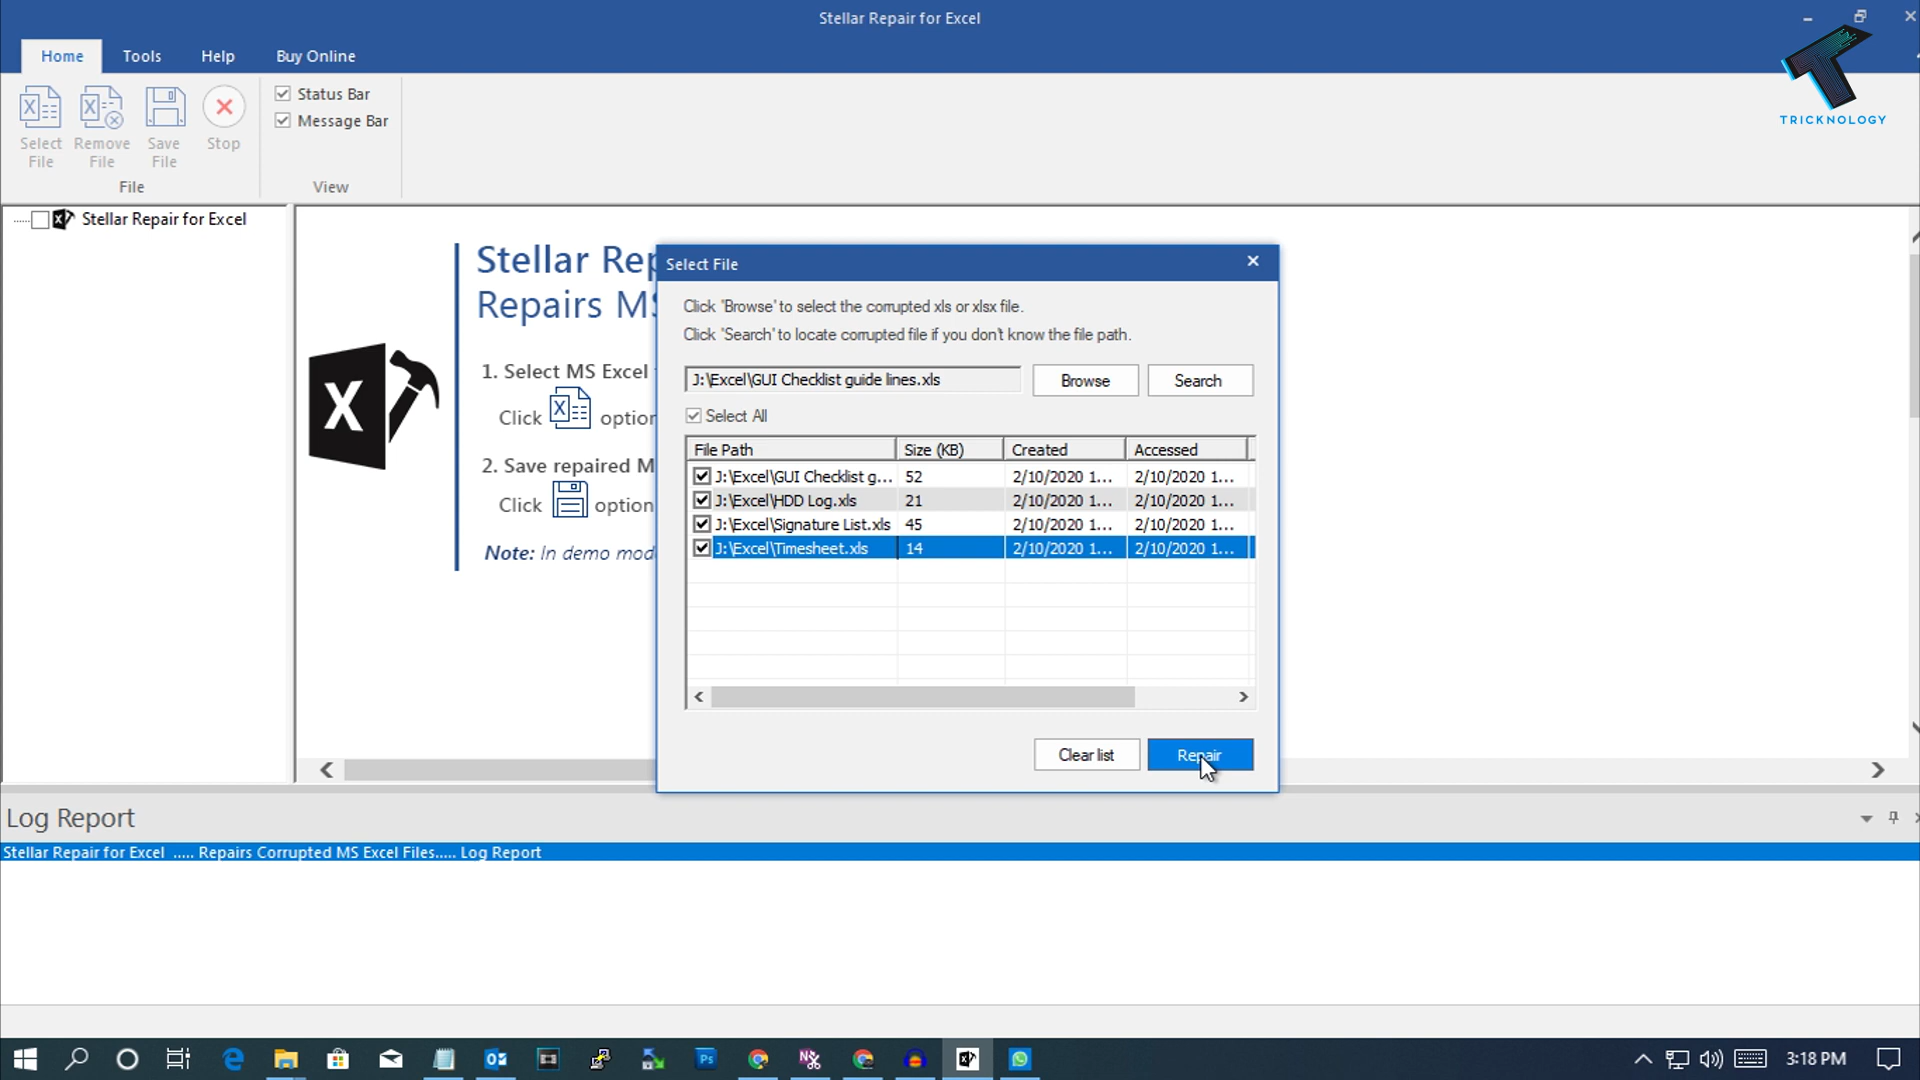 Stellar Repair for Excel
Home Tools Help Buy Online
Select File
Remove File
Save File
Stop
Status Bar
Message Bar
File
View
TRICKNOLOGY
Stellar Repair for Excel
Stellar Rep
Repairs MS
1. Select MS Excel
Click optio
2. Save repaired M
Click option
Note: In demo mod
Select File
Click 'Browse' to select the corrupted xls or xlsx file.
Click 'Search' to locate corrupted file if you don't know the file path.
J:\Excel\GUI Checklist guide lines.xls Browse Search
Select All
File Path Size (KB) Created Accessed
J:\Excel\GUI Checklist g... 52 2/10/2020 1... 2/10/2020 1...
J:\Excel\HDD Log.xls 21 2/10/2020 1... 2/10/2020 1...
J:\Excel\Signature List.xls 45 2/10/2020 1... 2/10/2020 1...
J:\Excel\Timesheet.xls 14 2/10/2020 1... 2/10/2020 1...
Clear list Repair
Log Report
Stellar Repair for Excel ..... Repairs Corrupted MS Excel Files..... Log Report
3:18 PM